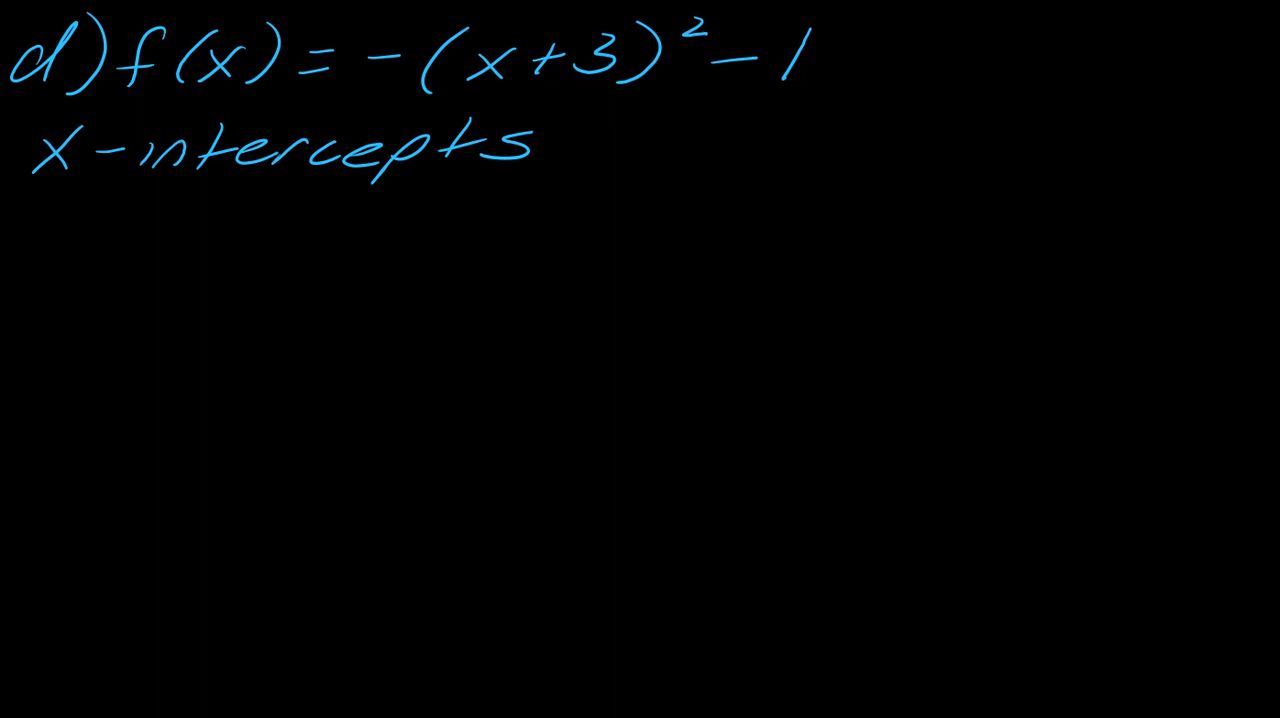 d) f(x) = -(x+3)² - 1
x-intercepts